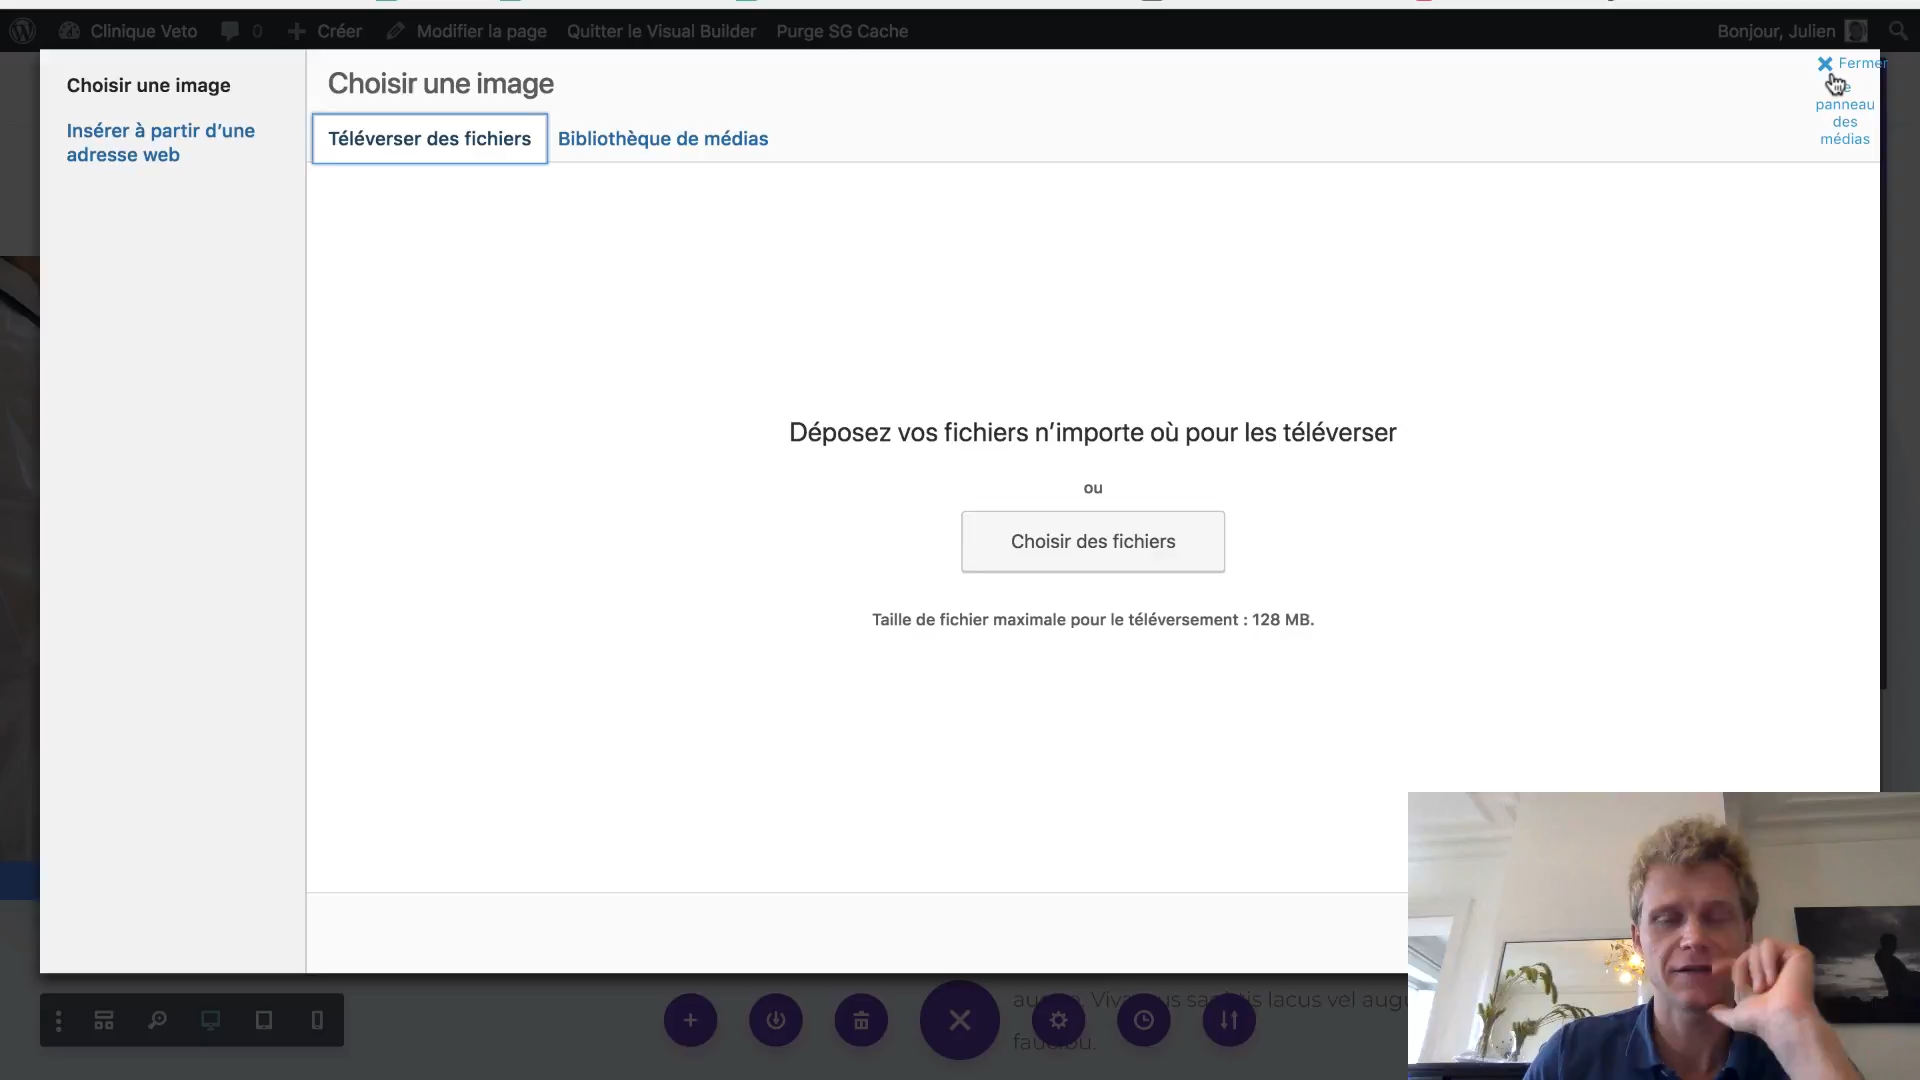 Clinique Veto 0 Créer Modifier la page Quitter le Visual Builder Purge SG Cache Bonjour, Julien
Choisir une image
Insérer à partir d'une
adresse web
Choisir une image
Fermer
panneau
des
médias
Téléverser des fichiers Bibliothèque de médias
Déposez vos fichiers n'importe où pour les téléverser
ou
Choisir des fichiers
Taille de fichier maximale pour le téléversement : 128 MB.
lacus vel